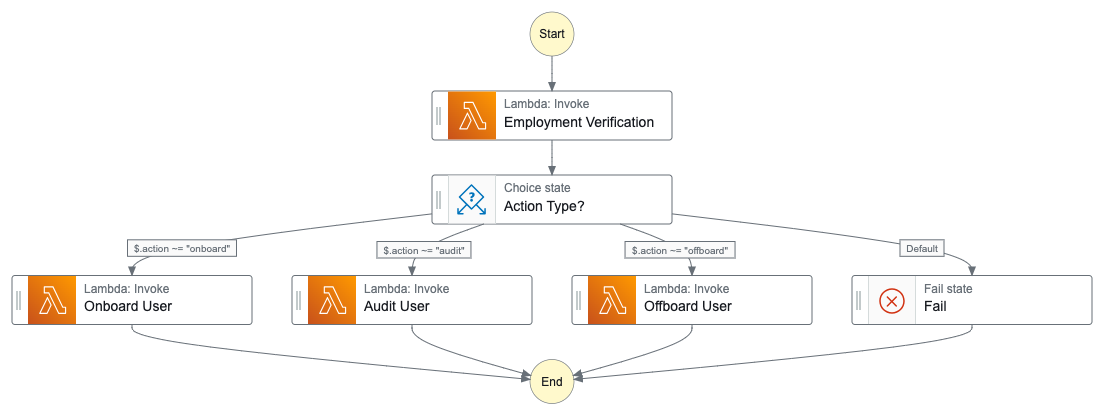 Start
Lambda: Invoke
Employment Verification
Choice state
Action Type?
$.action ~= "onboard"
$.action ~= "audit"
$.action ~= "offboard"
Default
Lambda: Invoke
Onboard User
Lambda: Invoke
Audit User
Lambda: Invoke
Offboard User
Fail state
Fail
End